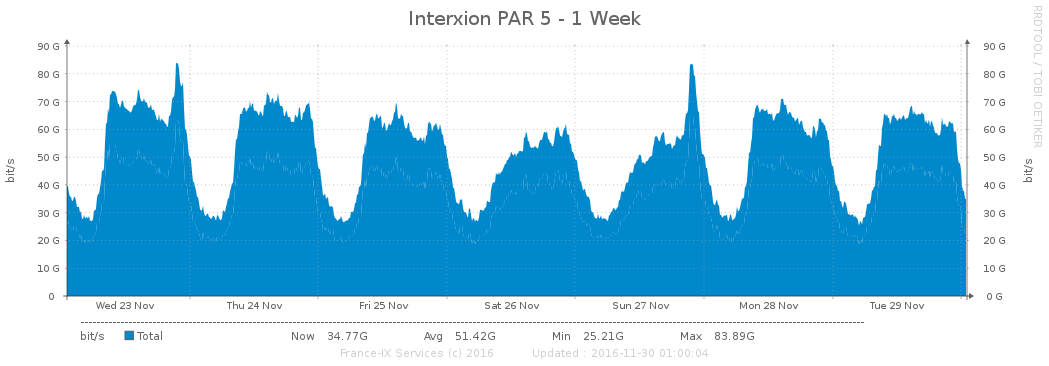 Interxion PAR 5 - 1 Week
RRDTOOL / TOBI OETIKER
90 G 90 G
80 G 80 G
70 G 70 G
60 G 60 G
50 G 50 G
40 G 40 G
30 G 30 G
20 G 20 G
10 G 10 G
0 0 G
bit/s
bit/s
Wed 23 Nov Thu 24 Nov Fri 25 Nov Sat 26 Nov Sun 27 Nov Mon 28 Nov Tue 29 Nov
bit/s Total Now 34.77G Avg 51.42G Min 25.21G Max 83.89G
France-IX Services (c) 2016 Updated : 2016-11-30 01:00:04